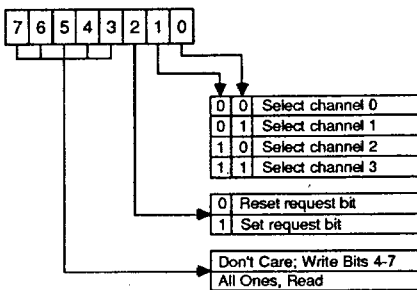 7 6 5 4 3 2 1 0
0 0 Select channel 0
0 1 Select channel 1
1 0 Select channel 2
1 1 Select channel 3
0 Reset request bit
1 Set request bit
Don't Care; Write Bits 4-7
All Ones, Read